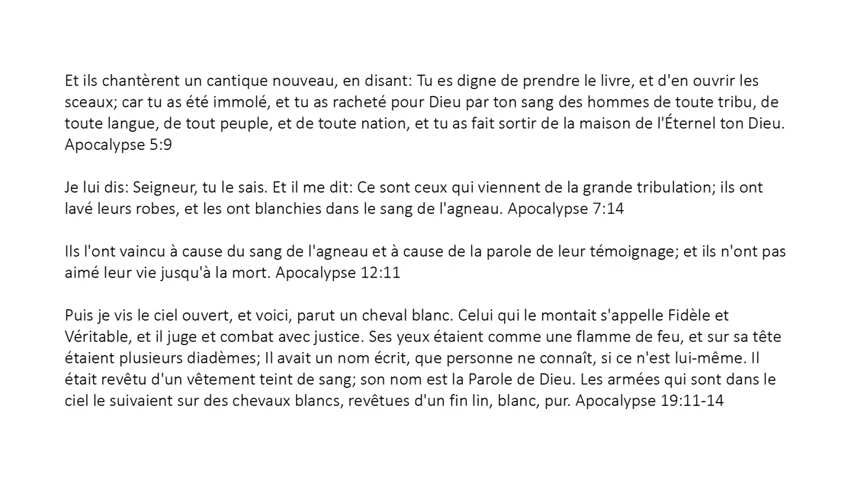 Et ils chantèrent un cantique nouveau, en disant: Tu es digne de prendre le livre, et d'en ouvrir les
sceaux; car tu as été immolé, et tu as racheté pour Dieu par ton sang des hommes de toute tribu, de
toute langue, de tout peuple, et de toute nation, et tu as fait sortir de la maison de l'Éternel ton Dieu.
Apocalypse 5:9
Je lui dis: Seigneur, tu le sais. Et il me dit: Ce sont ceux qui viennent de la grande tribulation; ils ont
lavé leurs robes, et les ont blanchies dans le sang de l'agneau. Apocalypse 7:14
Ils l'ont vaincu à cause du sang de l'agneau et à cause de la parole de leur témoignage; et ils n'ont pas
aimé leur vie jusqu'à la mort. Apocalypse 12:11
Puis je vis le ciel ouvert, et voici, parut un cheval blanc. Celui qui le montait s'appelle Fidèle et
Véritable, et il juge et combat avec justice. Ses yeux étaient comme une flamme de feu, et sur sa tête
étaient plusieurs diadèmes; Il avait un nom écrit, que personne ne connaît, si ce n'est lui-même. Il
était revêtu d'un vêtement teint de sang; son nom est la Parole de Dieu. Les armées qui sont dans le
ciel le suivaient sur des chevaux blancs, revêtues d'un fin lin, blanc, pur. Apocalypse 19:11-14